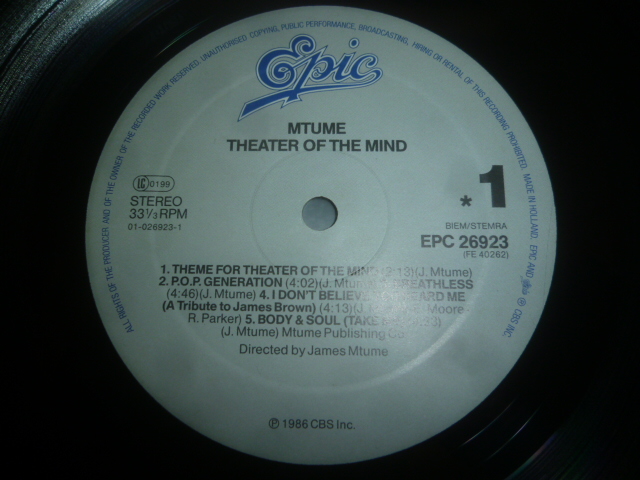 ALL RIGHTS OF THE PRODUCER AND OF THE OWNER OF THE RECORDED WORK RESERVED. UNAUTHORISED COPYING, PUBLIC PERFORMANCE, BROADCASTING, HIRING OR RENTAL OF THIS RECORDING PROHIBITED. MADE IN HOLLAND. EPIC AND ® CBS INC.
Epic
MTUME
THEATER OF THE MIND
LC 0199
STEREO
33⅓ RPM
01-026923-1
* 1
BIEM/STEMRA
EPC 26923
(FE 40262)
1. THEME FOR THEATER OF THE MIND (2:13)(J. Mtume)
2. P.O.P. GENERATION (4:02)(J. Mtume) BREATHLESS
(4:46)(J. Mtume) 4. I DON'T BELIEVE HEARD ME
(A Tribute to James Brown) (4:13)(J. Moore-
R. Parker) 5. BODY & SOUL (TAKE
(J. Mtume) Mtume Publishing Co.
Directed by James Mtume
℗ 1986 CBS Inc.